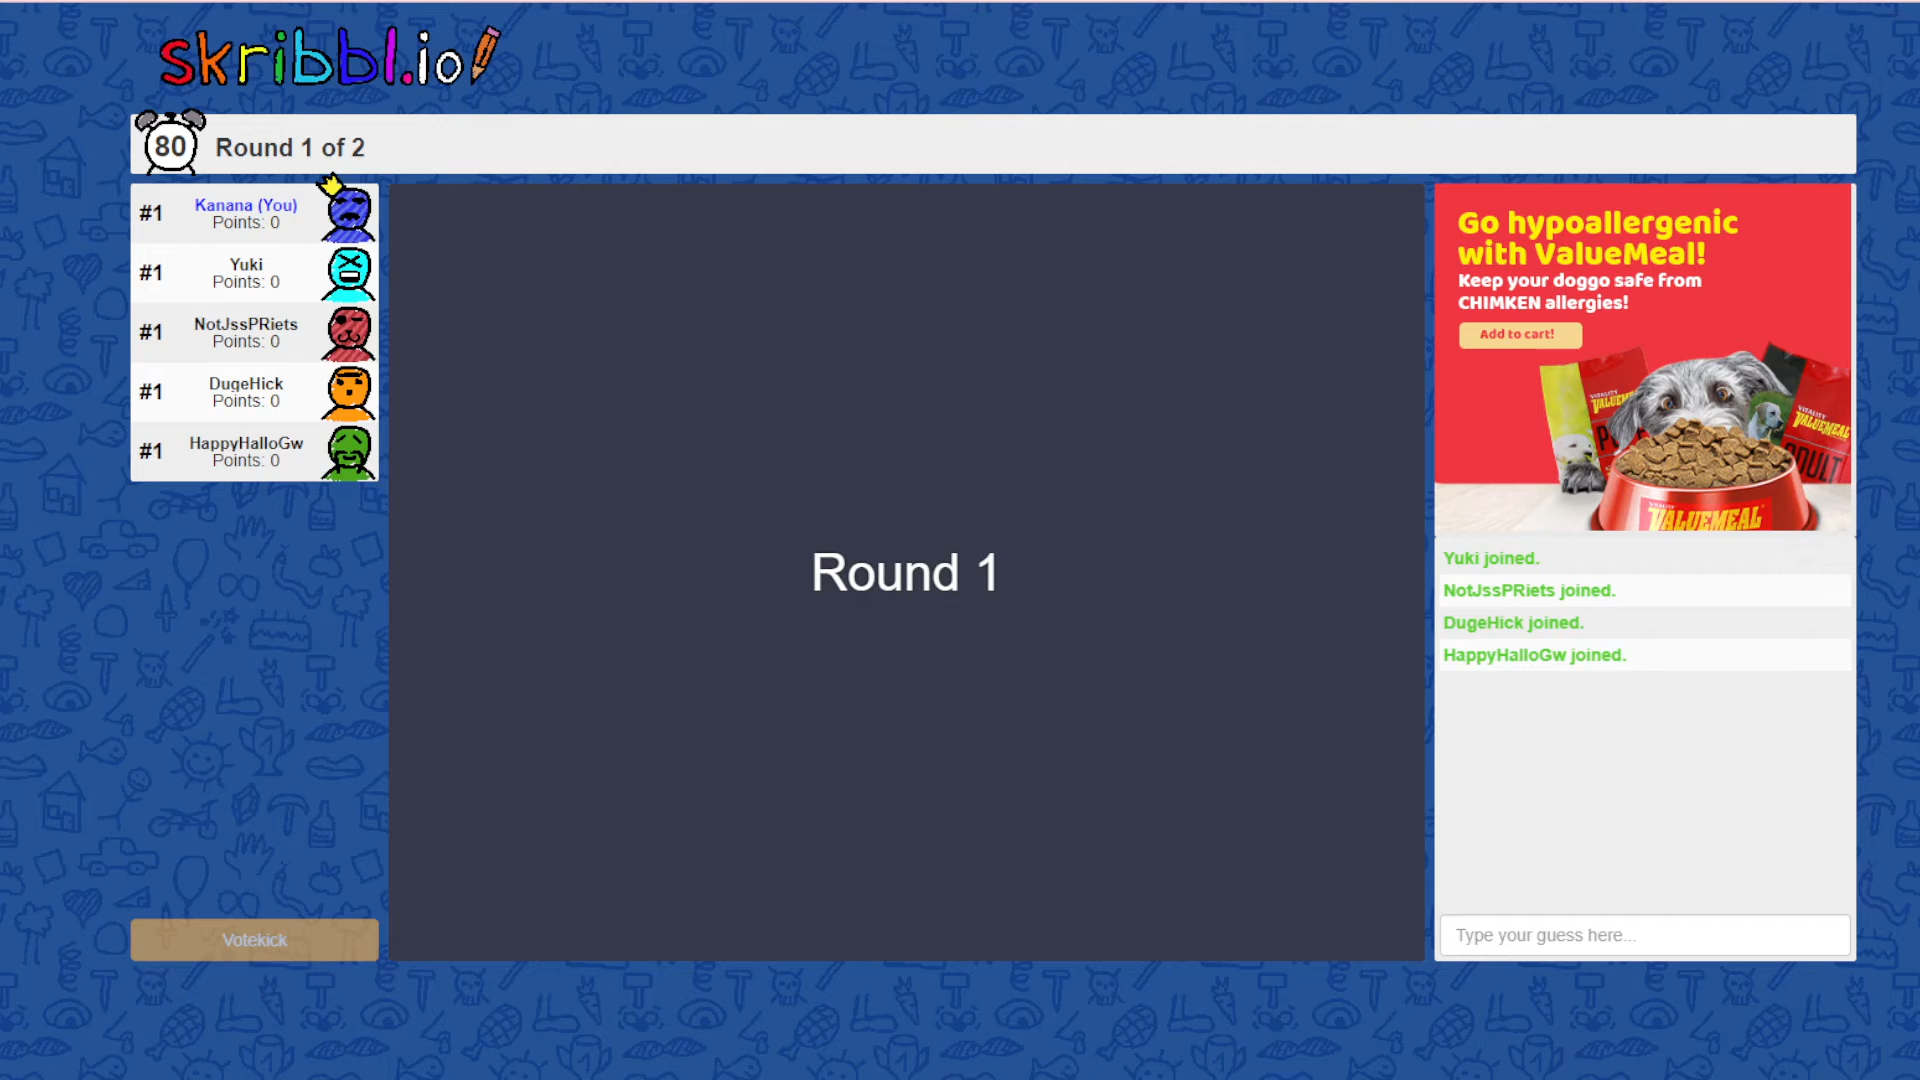 skribbl.io
80
Round 1 of 2
#1
Kanana (You)
Points: 0
#1
Yuki
Points: 0
#1
NotJssPRiets
Points: 0
#1
DugeHick
Points: 0
#1
HappyHalloGw
Points: 0
Votekick
Round 1
Go hypoallergenic
with ValueMeal!
Keep your doggo safe from
CHIMKEN allergies!
Add to cart!
VALUEMEAL
ADULT
VALUEMEAL
Yuki joined.
NotJssPRiets joined.
DugeHick joined.
HappyHalloGw joined.
Type your guess here...